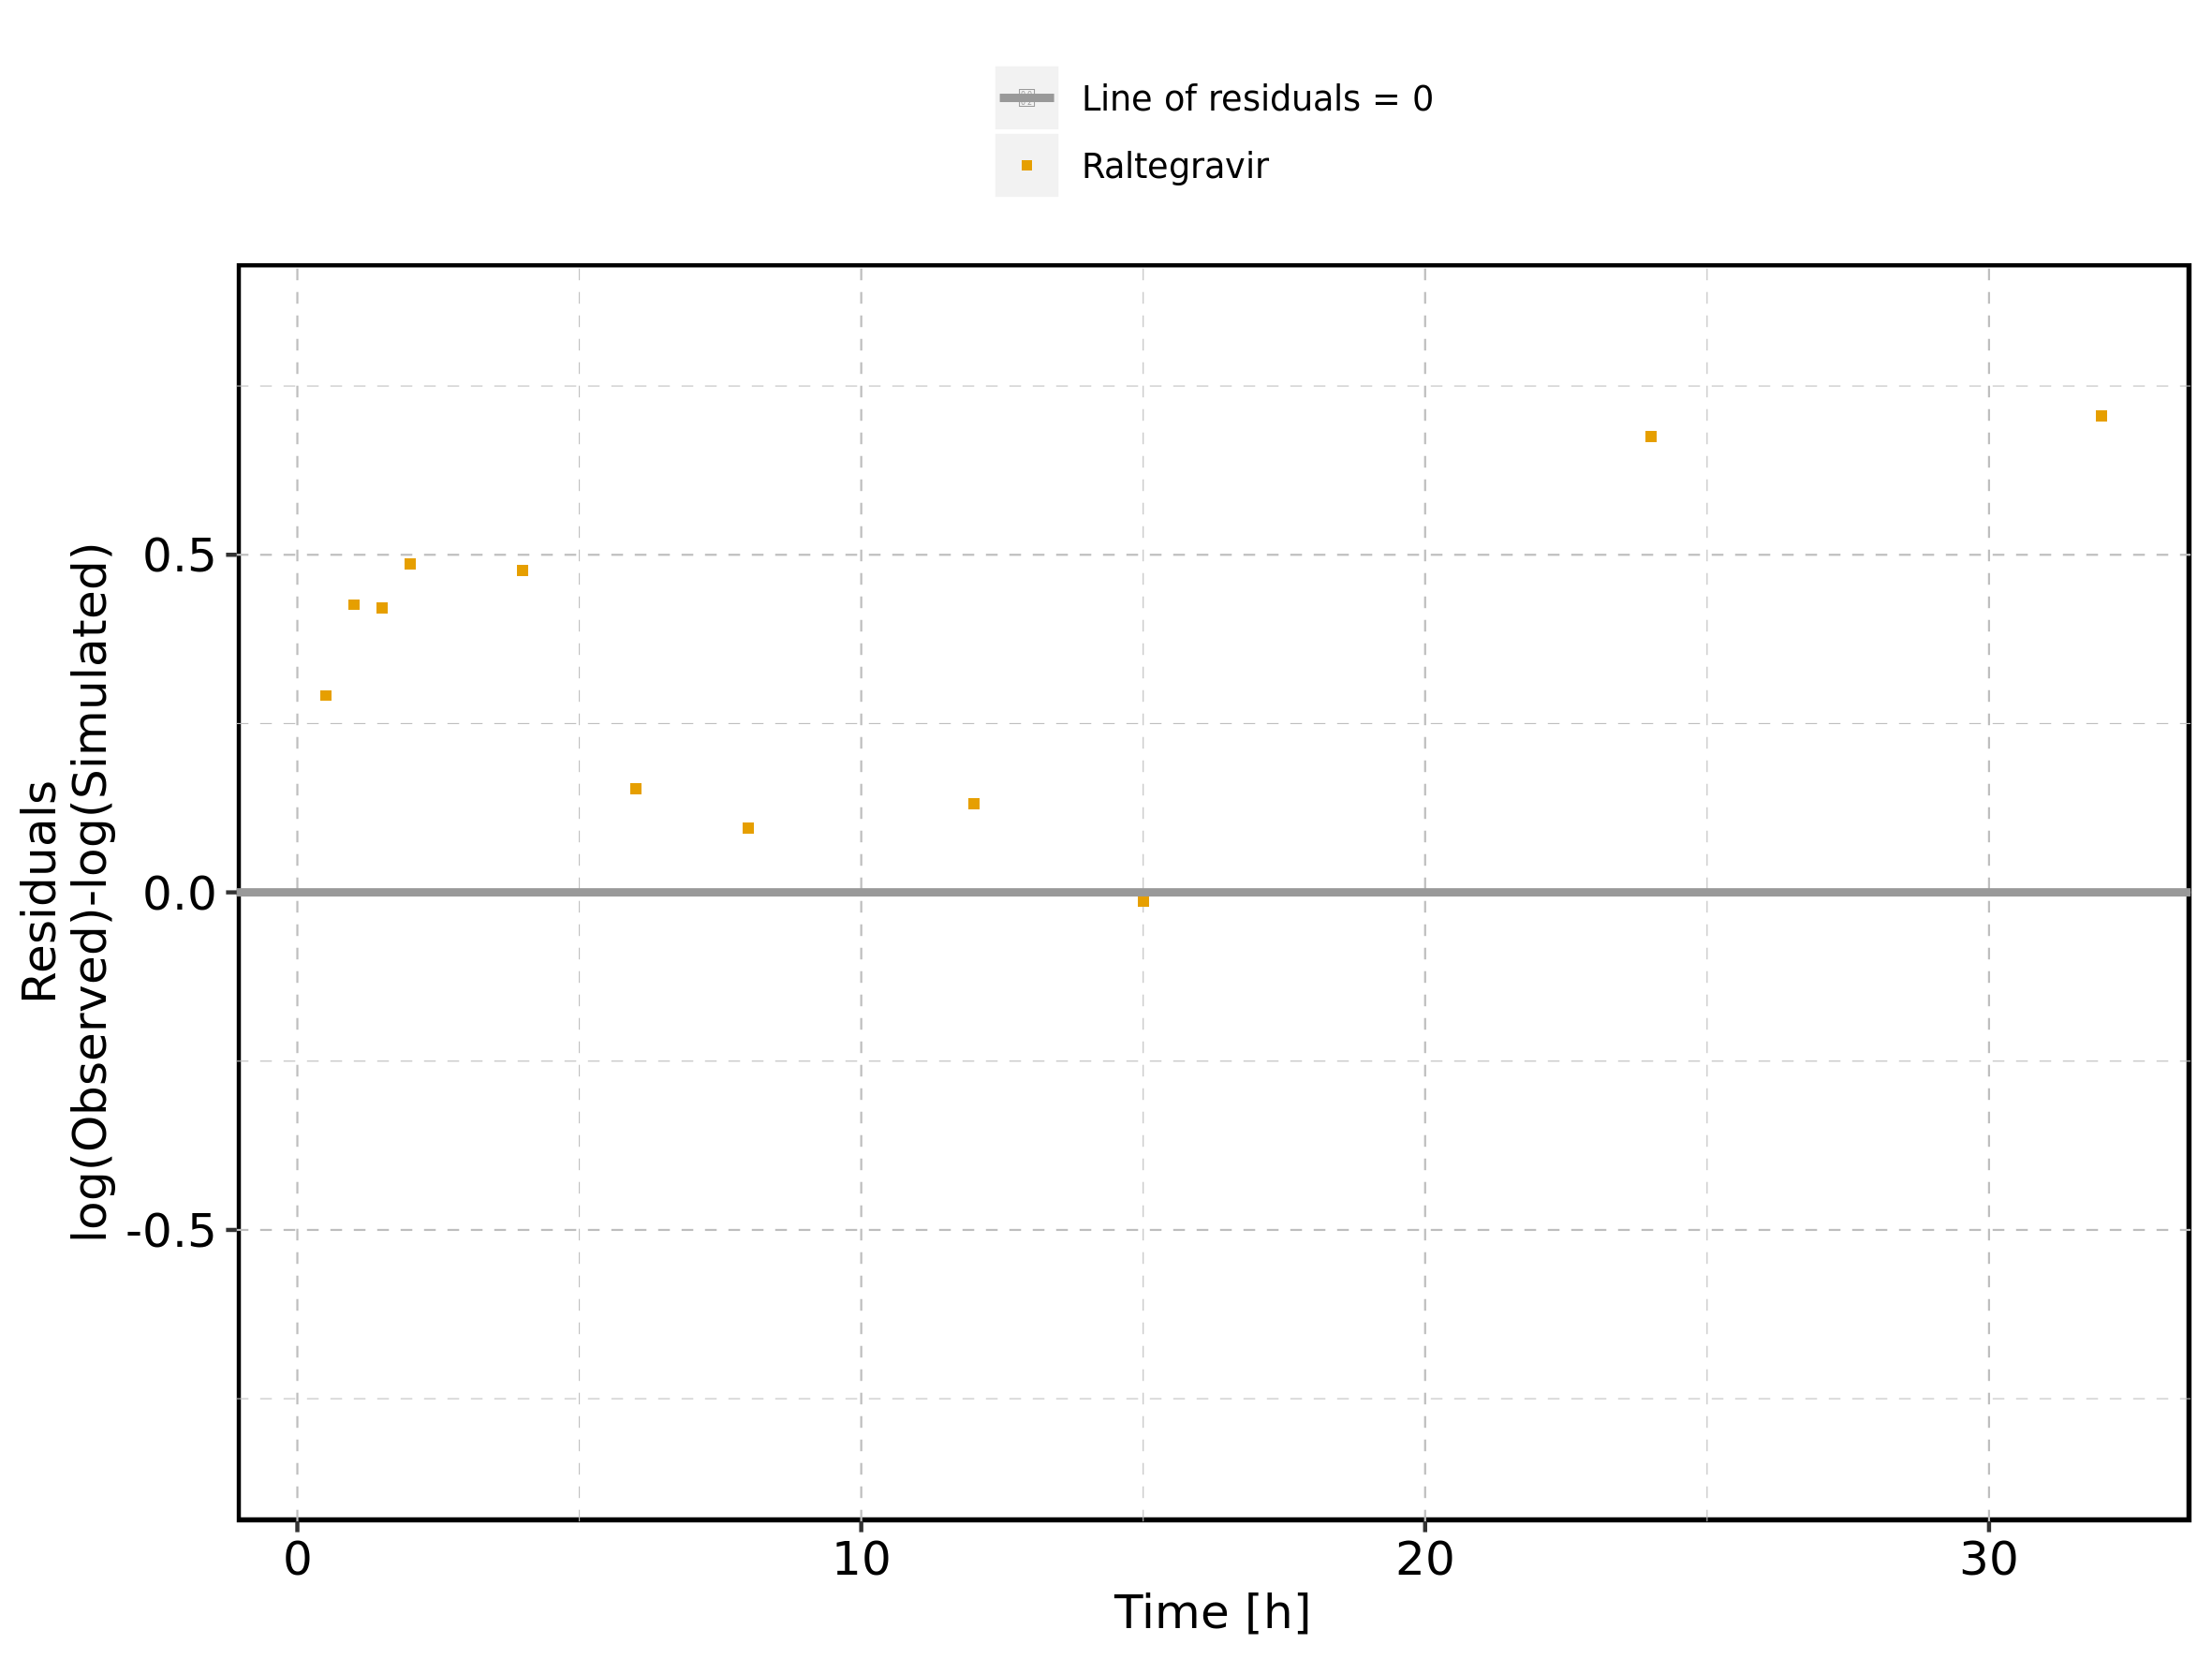 Line of residuals = 0
Raltegravir
Residuals
log(Observed)-log(Simulated)
0.5
0.0
-0.5
0
10
20
30
Time [h]